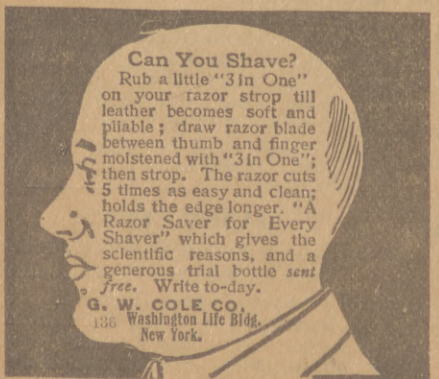 Can You Shave?
Rub a little "3 in One"
on your razor strop till
leather becomes soft and
pliable; draw razor blade
between thumb and finger
moistened with "3 in One";
then strop. The razor cuts
5 times as easy and clean;
holds the edge longer. "A
Razor Saver for Every
Shaver" which gives the
scientific reasons, and a
generous trial bottle sent
free. Write to-day.
G. W. COLE CO.
136 Washington Life Bldg.
New York.